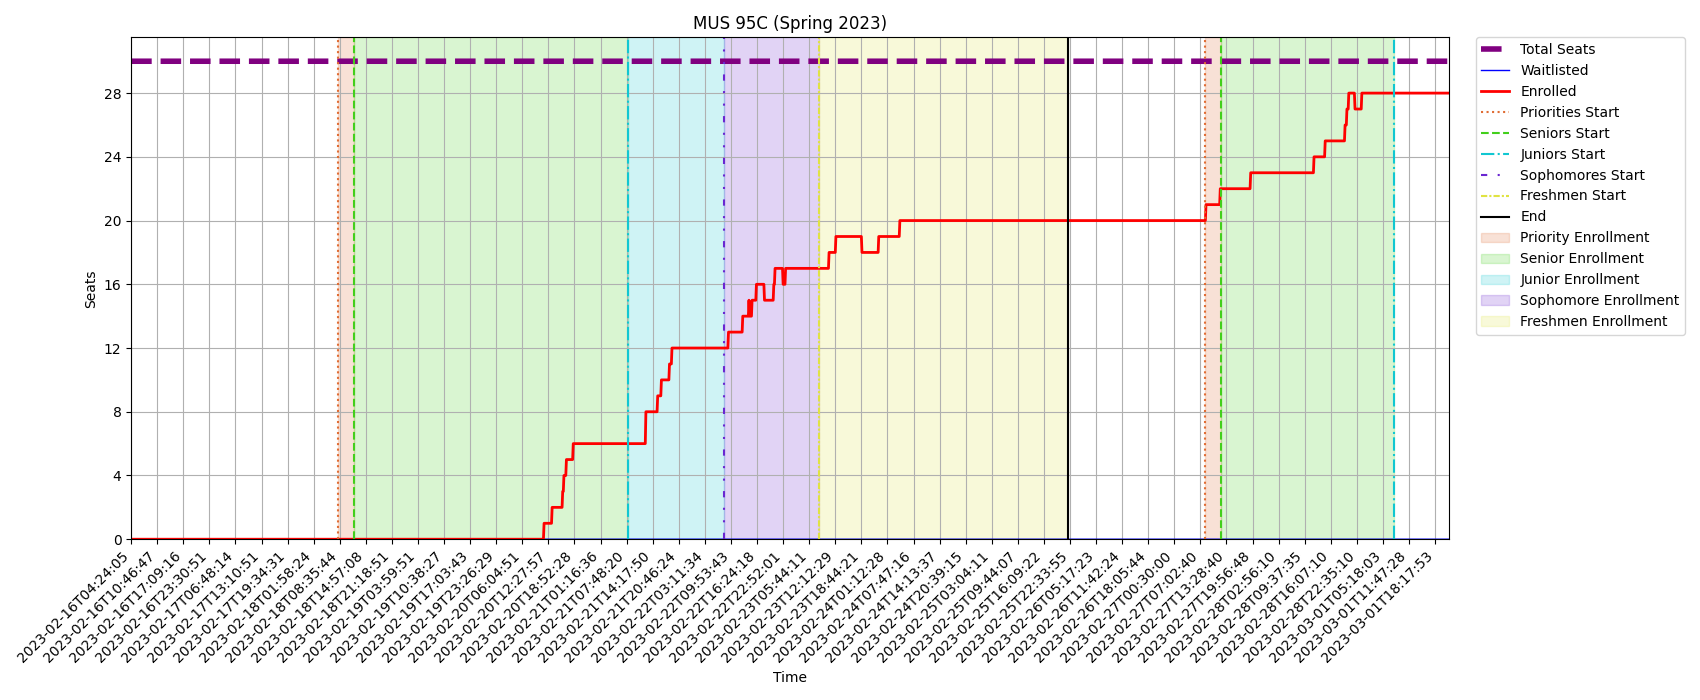 MUS 95C (Spring 2023)
Total Seats
Waitlisted
Enrolled
Priorities Start
Seniors Start
Juniors Start
Sophomores Start
Freshmen Start
End
Priority Enrollment
Senior Enrollment
Junior Enrollment
Sophomore Enrollment
Freshmen Enrollment
Seats
28
24
20
16
12
8
4
0
2023-02-16T04:24:05
2023-02-16T10:46:47
2023-02-16T17:09:16
2023-02-16T23:30:51
2023-02-17T06:48:14
2023-02-17T13:10:51
2023-02-17T19:34:31
2023-02-18T01:58:24
2023-02-18T08:35:44
2023-02-18T14:57:08
2023-02-18T21:18:51
2023-02-19T03:59:51
2023-02-19T10:38:27
2023-02-19T17:03:43
2023-02-19T23:26:29
2023-02-20T06:04:51
2023-02-20T12:27:57
2023-02-20T18:52:28
2023-02-21T01:16:36
2023-02-21T07:48:20
2023-02-21T14:17:50
2023-02-21T20:46:24
2023-02-22T03:11:34
2023-02-22T09:53:43
2023-02-22T16:24:18
2023-02-22T22:52:01
2023-02-23T05:44:11
2023-02-23T12:12:29
2023-02-23T18:44:21
2023-02-24T01:12:28
2023-02-24T07:47:16
2023-02-24T14:13:37
2023-02-24T20:39:15
2023-02-25T03:04:11
2023-02-25T09:44:07
2023-02-25T16:09:22
2023-02-25T22:33:55
2023-02-26T05:17:23
2023-02-26T11:42:24
2023-02-26T18:05:44
2023-02-27T00:30:00
2023-02-27T07:02:40
2023-02-27T13:28:40
2023-02-27T19:56:48
2023-02-28T02:56:10
2023-02-28T09:37:35
2023-02-28T16:07:10
2023-02-28T22:35:10
2023-03-01T05:18:03
2023-03-01T11:47:28
2023-03-01T18:17:53
Time